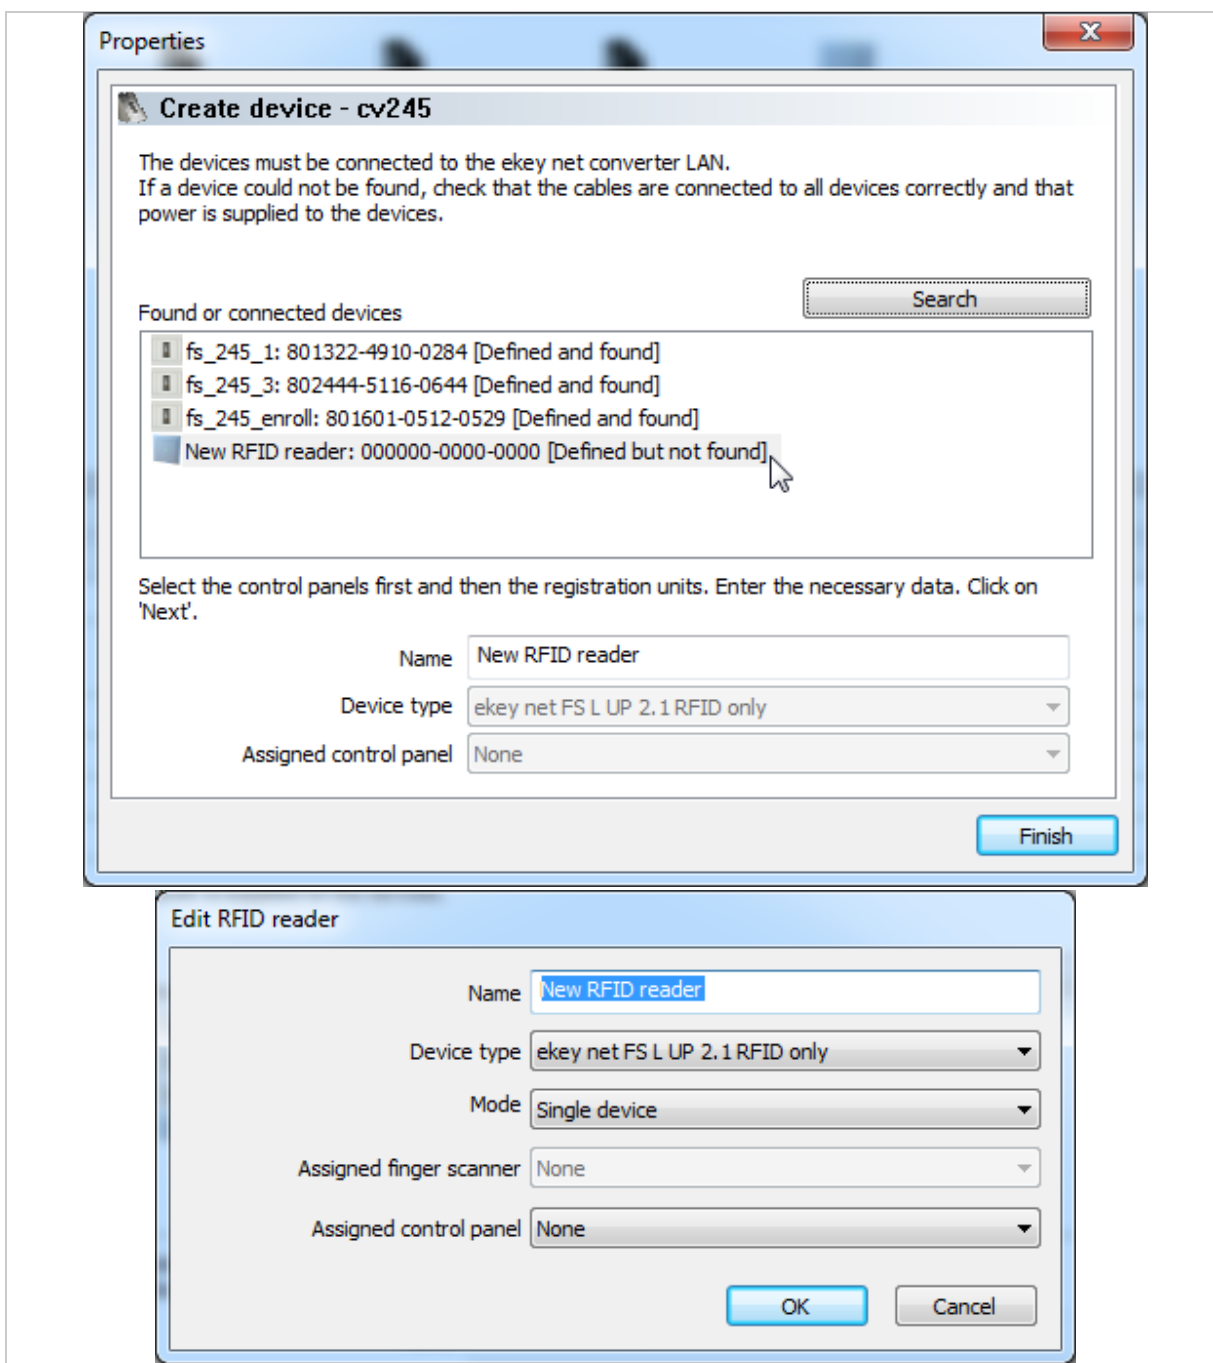 Properties
Create device - cv245
The devices must be connected to the ekey net converter LAN.
If a device could not be found, check that the cables are connected to all devices correctly and that
power is supplied to the devices.
Search
Found or connected devices
fs_245_1: 801322-4910-0284 [Defined and found]
fs_245_3: 802444-5116-0644 [Defined and found]
fs_245_enroll: 801601-0512-0529 [Defined and found]
New RFID reader: 000000-0000-0000 [Defined but not found]
Select the control panels first and then the registration units. Enter the necessary data. Click on
'Next'.
Name New RFID reader
Device type ekey net FS L UP 2.1 RFID only
Assigned control panel None
Finish
Edit RFID reader
Name New RFID reader
Device type ekey net FS L UP 2.1 RFID only
Mode Single device
Assigned finger scanner None
Assigned control panel None
OK Cancel